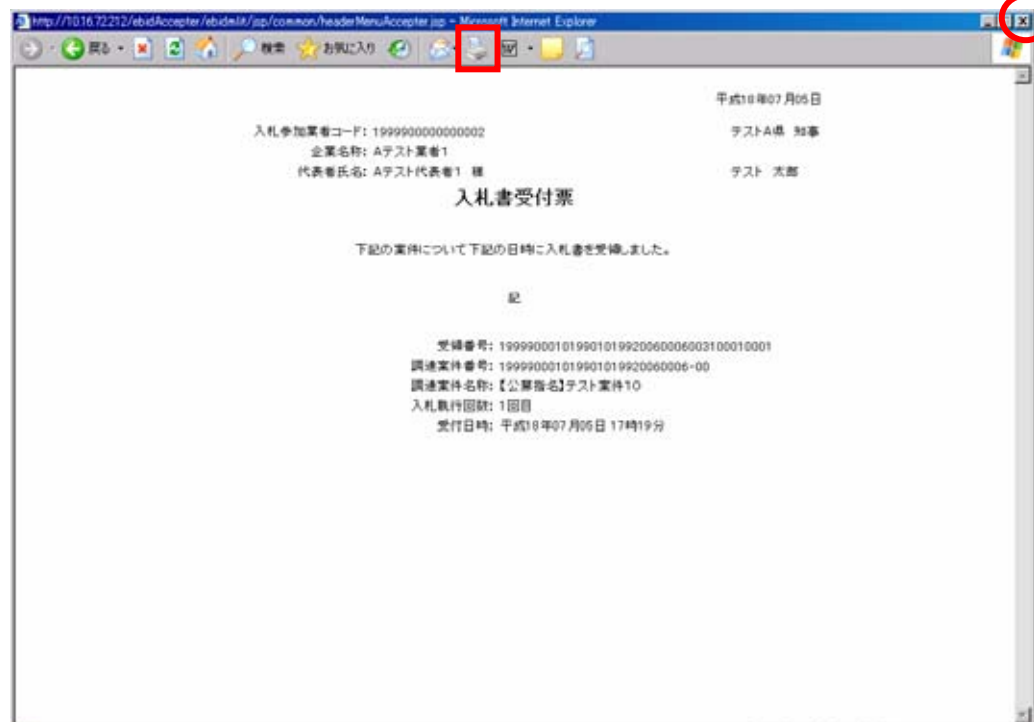 http://10.16.72.212/ebidAccepter/ebidmlit/jsp/common/headerMenuAccepter.jsp - Microsoft Internet Explorer
戻る 検索 お気に入り
平成18年07月05日
入札参加業者コード: 1999900000000002 テストA県 知事
企業名称: Aテスト業者1
代表者氏名: Aテスト代表者1 様 テスト 太郎
入札書受付票
下記の案件について下記の日時に入札書を受領しました。
記
受領番号: 199990001019901019920060006003100010001
調達案件番号: 199990001019901019920060006-00
調達案件名称: 【公募指名】テスト案件10
入札執行回数: 1回目
受付日時: 平成18年07月05日 17時19分